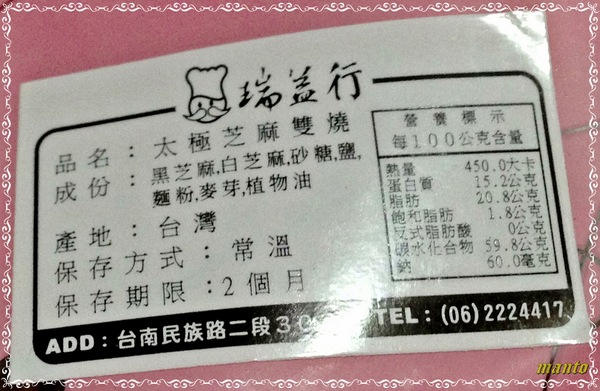 瑞益行
品名：太極芝麻雙燒
成份：黑芝麻,白芝麻,砂糖,鹽,
麵粉,麥芽,植物油
產地：台灣
保存方式：常溫
保存期限：2個月
營養標示
每100公克含量
熱量 450.0大卡
蛋白質 15.2公克
脂肪 20.8公克
飽和脂肪 1.8公克
反式脂肪酸 0公克
碳水化合物 59.8公克
鈉 60.0毫克
ADD：台南民族路二段30
TEL：(06)2224417
manto